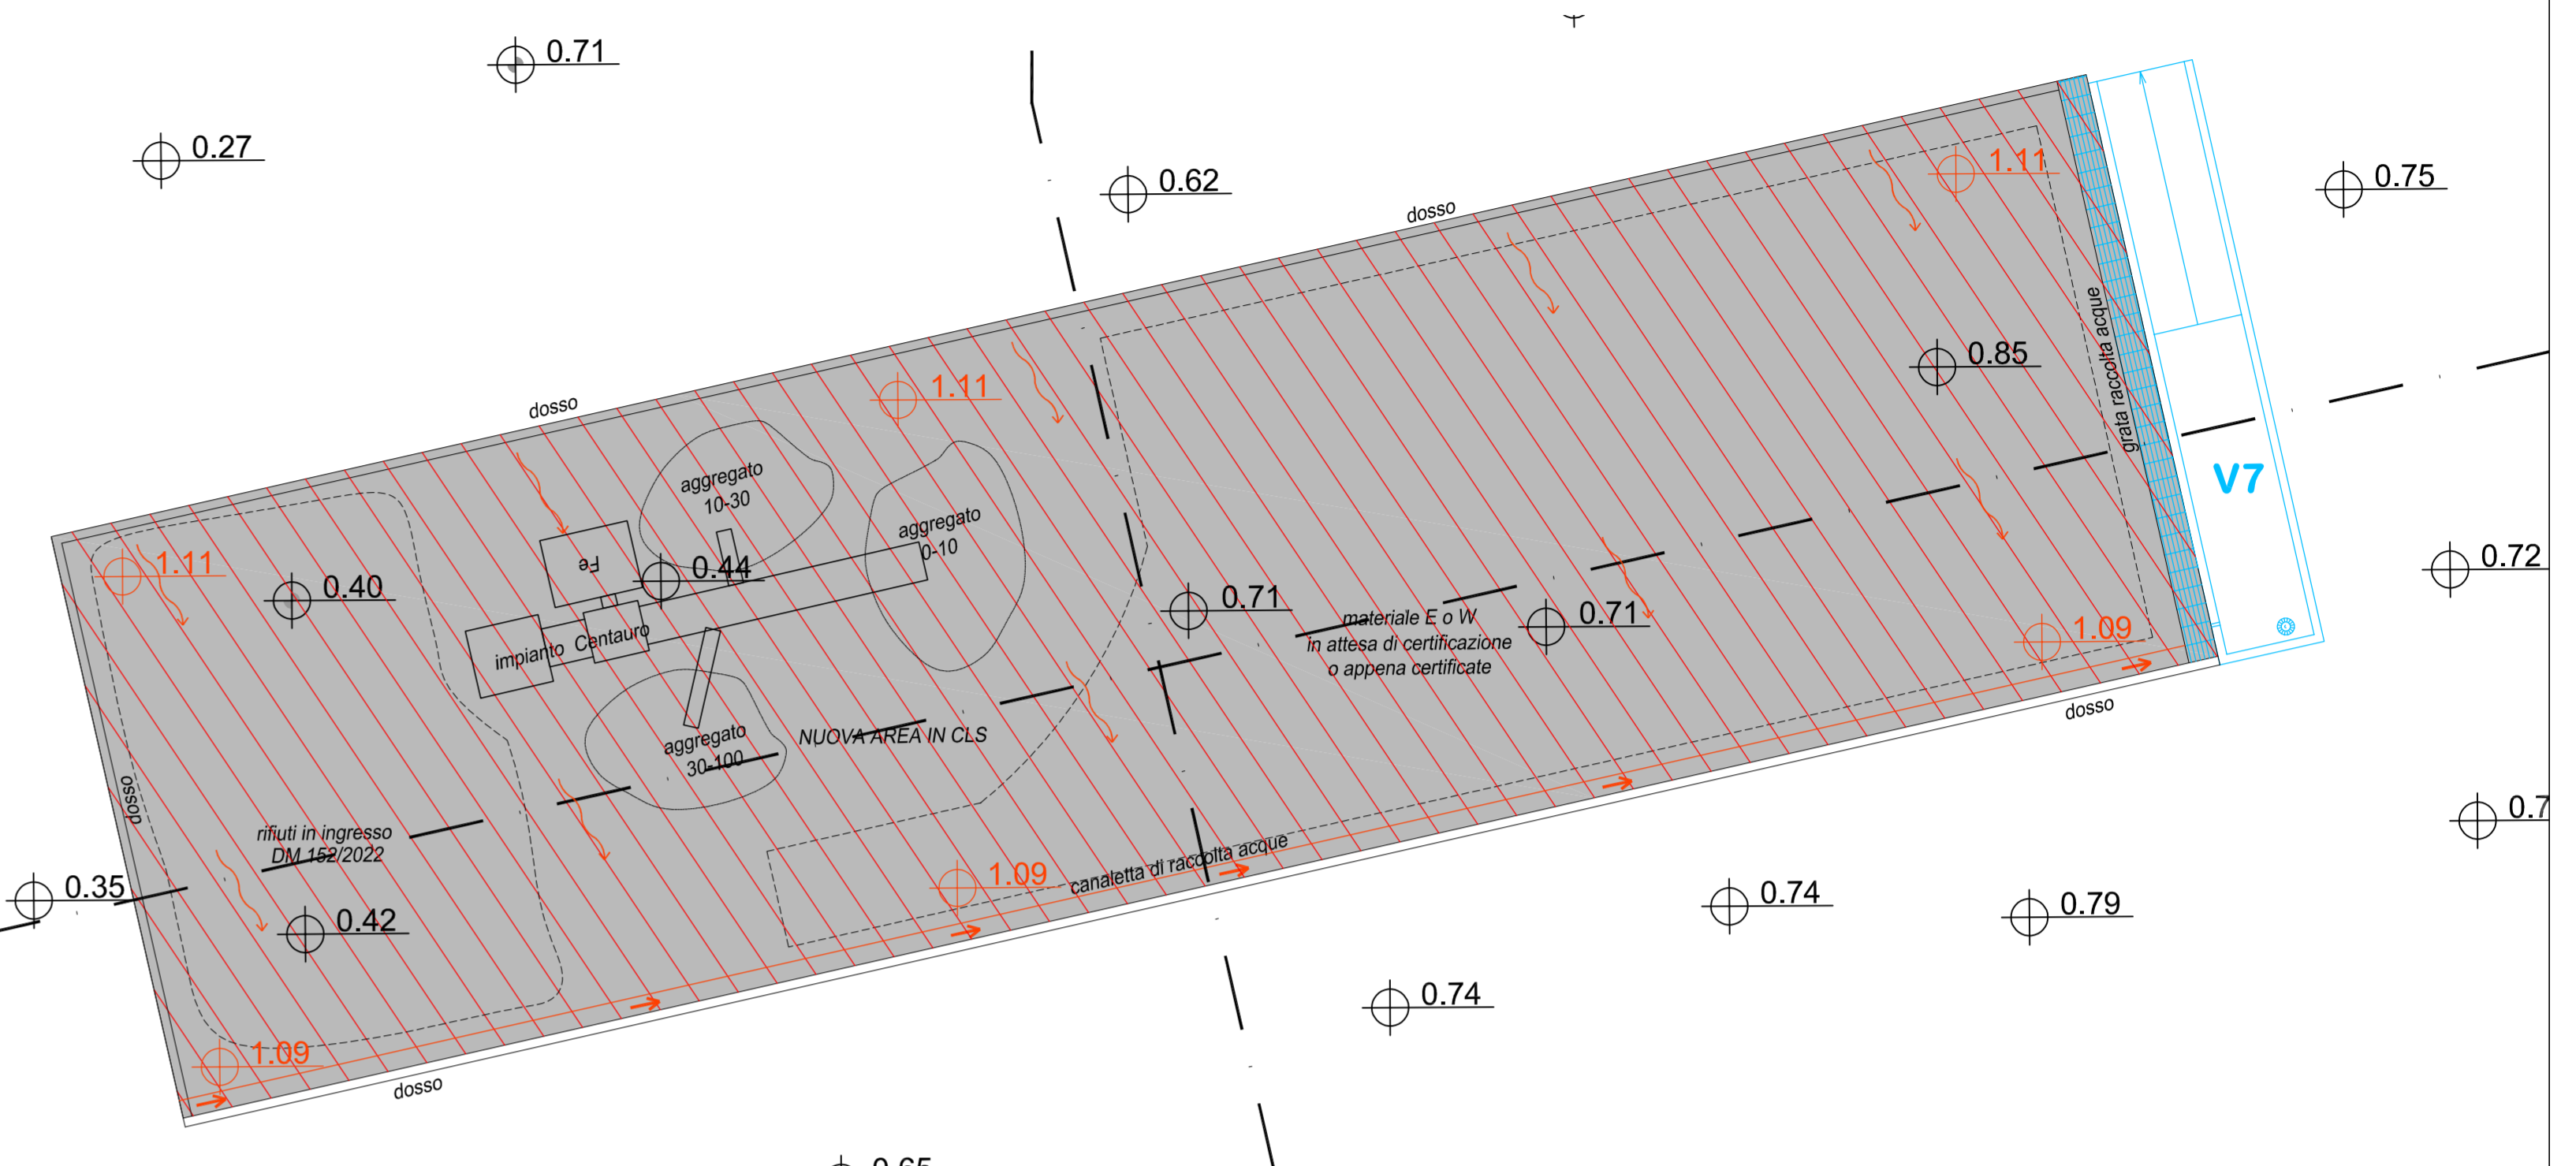 0.71
0.27
0.62
0.75
dosso
1.11
dosso
1.11
0.85
grata raccolta acque
V7
aggregato
10-30
aggregato
0-10
1.11
0.40
Fe
0.44
0.72
0.71
0.71
materiale E o W
in attesa di certificazione
o appena certificate
1.09
impianto Centauro
dosso
aggregato
30-100
NUOVA AREA IN CLS
dosso
rifiuti in ingresso
DM 152/2022
0.35
0.42
canaletta di raccolta acque
1.09
0.74
0.79
0.74
1.09
dosso